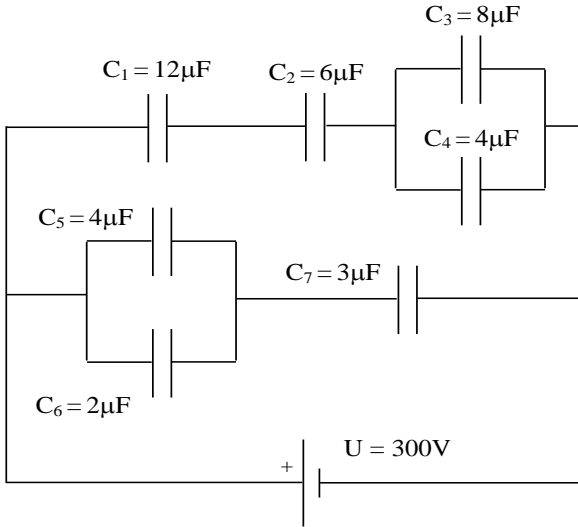 C₃ = 8μF
C₁ = 12μF
C₂ = 6μF
C₄ = 4μF
C₅ = 4μF
C₇ = 3μF
C₆ = 2μF
U = 300V
+